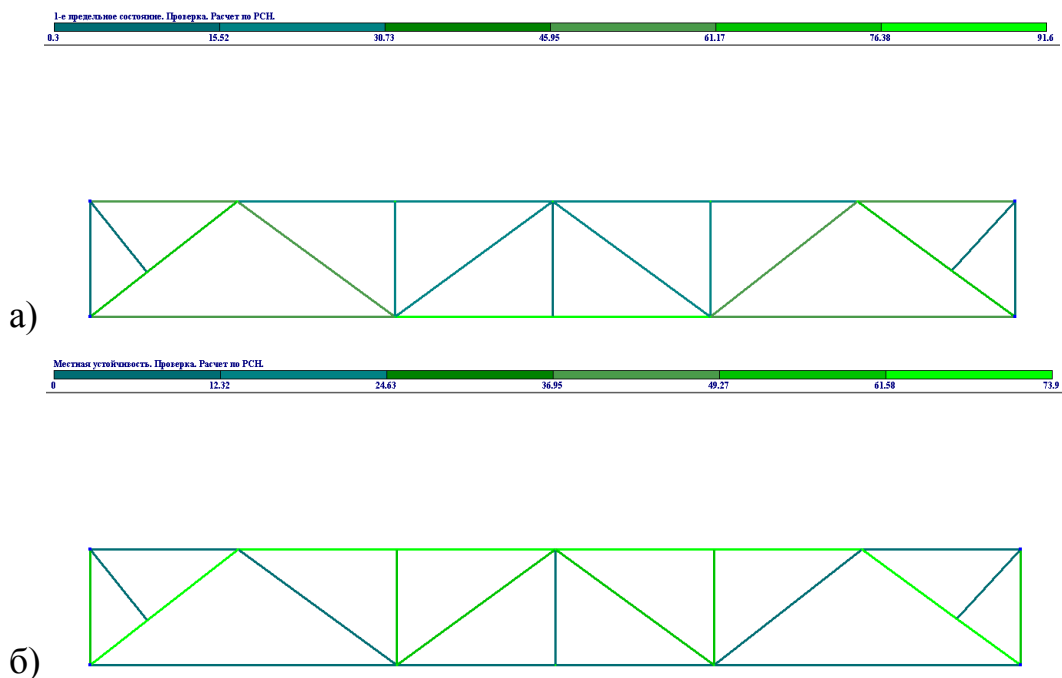 1-е предельное состояние. Проверка. Расчет по РСН.
0.3 15.52 30.73 45.95 61.17 76.38 91.6
а)
Местная устойчивость. Проверка. Расчет по РСН.
0 12.32 24.63 36.95 49.27 61.58 73.9
б)